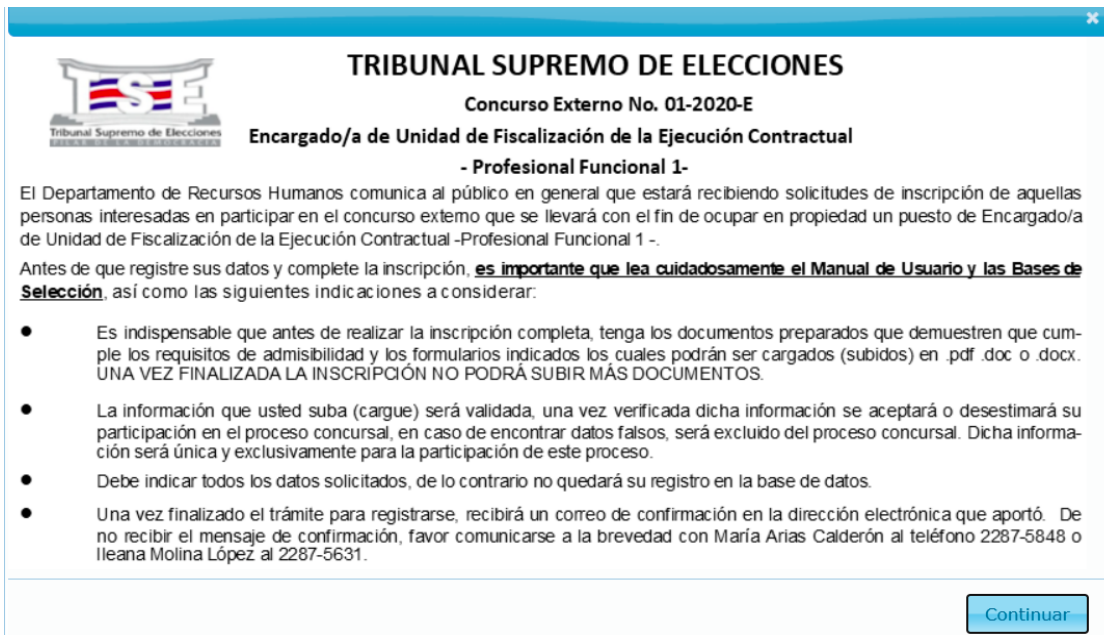 TSE
Tribunal Supremo de Elecciones
PILAR DE LA DEMOCRACIA
TRIBUNAL SUPREMO DE ELECCIONES
Concurso Externo No. 01-2020-E
Encargado/a de Unidad de Fiscalización de la Ejecución Contractual
- Profesional Funcional 1-
El Departamento de Recursos Humanos comunica al público en general que estará recibiendo solicitudes de inscripción de aquellas
personas interesadas en participar en el concurso externo que se llevará con el fin de ocupar en propiedad un puesto de Encargado/a
de Unidad de Fiscalización de la Ejecución Contractual -Profesional Funcional 1 -.
Antes de que registre sus datos y complete la inscripción, es importante que lea cuidadosamente el Manual de Usuario y las Bases de
Selección, así como las siguientes indicaciones a considerar:
● Es indispensable que antes de realizar la inscripción completa, tenga los documentos preparados que demuestren que cum-
ple los requisitos de admisibilidad y los formularios indicados los cuales podrán ser cargados (subidos) en .pdf .doc o .docx.
UNA VEZ FINALIZADA LA INSCRIPCIÓN NO PODRÁ SUBIR MÁS DOCUMENTOS.
● La información que usted suba (cargue) será validada, una vez verificada dicha información se aceptará o desestimará su
participación en el proceso concursal, en caso de encontrar datos falsos, será excluido del proceso concursal. Dicha informa-
ción será única y exclusivamente para la participación de este proceso.
● Debe indicar todos los datos solicitados, de lo contrario no quedará su registro en la base de datos.
● Una vez finalizado el trámite para registrarse, recibirá un correo de confirmación en la dirección electrónica que aportó. De
no recibir el mensaje de confirmación, favor comunicarse a la brevedad con María Arias Calderón al teléfono 2287-5848 o
Ileana Molina López al 2287-5631.
Continuar